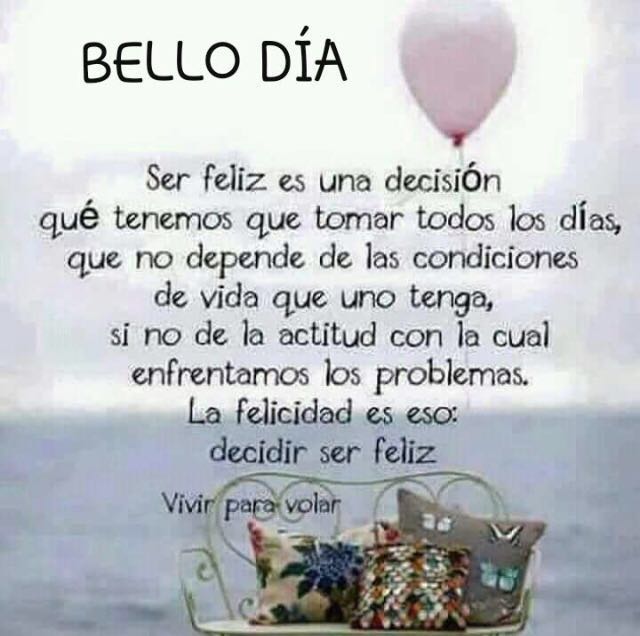 BELLO DÍA
Ser feliz es una decisión
qué tenemos que tomar todos los días,
que no depende de las condiciones
de vida que uno tenga,
si no de la actitud con la cual
enfrentamos los problemas.
La felicidad es eso:
decidir ser feliz
Vivir para volar